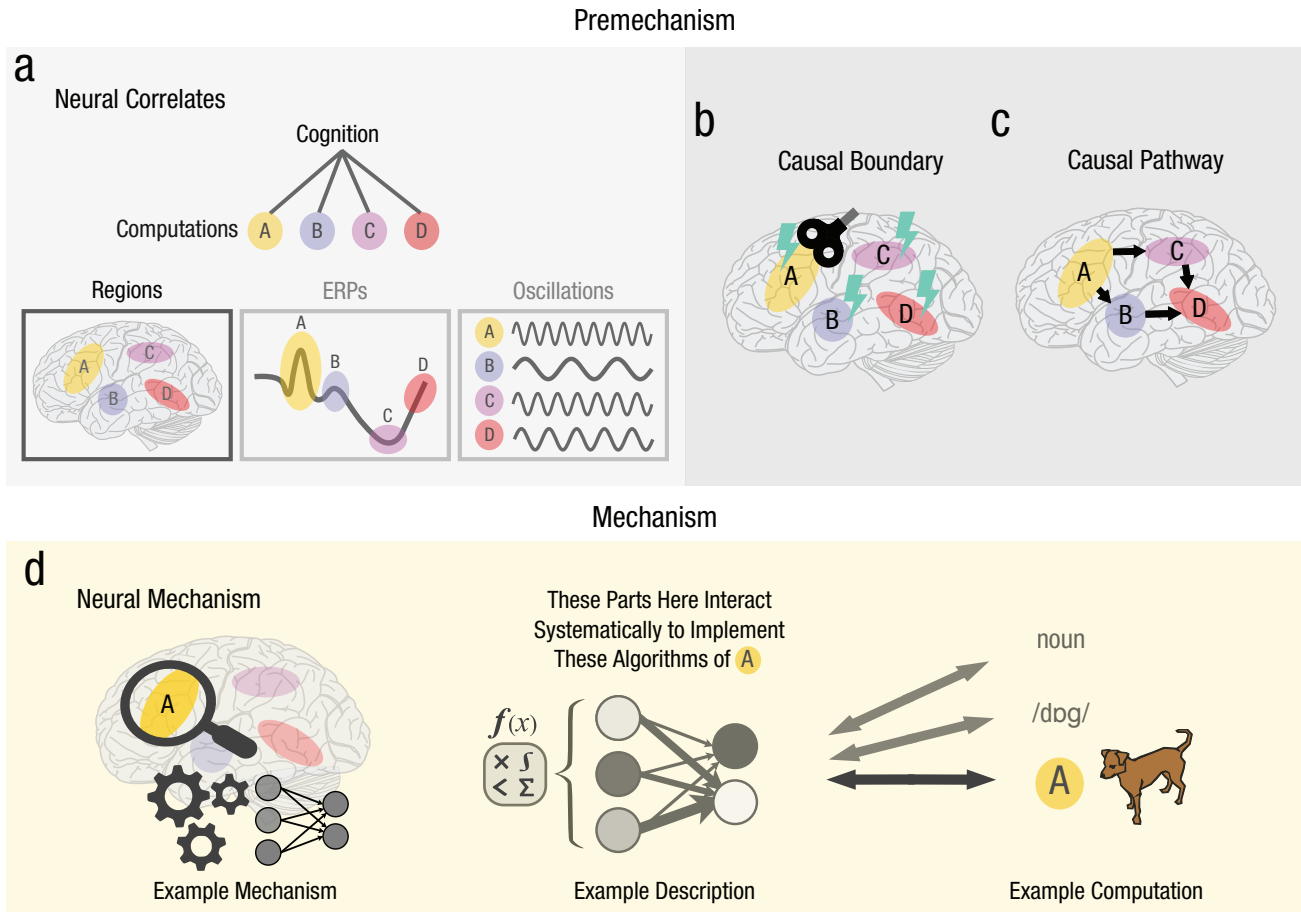 Premechanism
a
Neural Correlates
Cognition
Computations A B C D
Regions
A
B
C
D
ERPs
A
B
C
D
Oscillations
A
B
C
D
b
Causal Boundary
A
B
C
D
c
Causal Pathway
A
B
C
D
Mechanism
d
Neural Mechanism
A
Example Mechanism
These Parts Here Interact
Systematically to Implement
These Algorithms of A
f(x)
× ∫
< Σ
Example Description
noun
/dɒg/
A
Example Computation